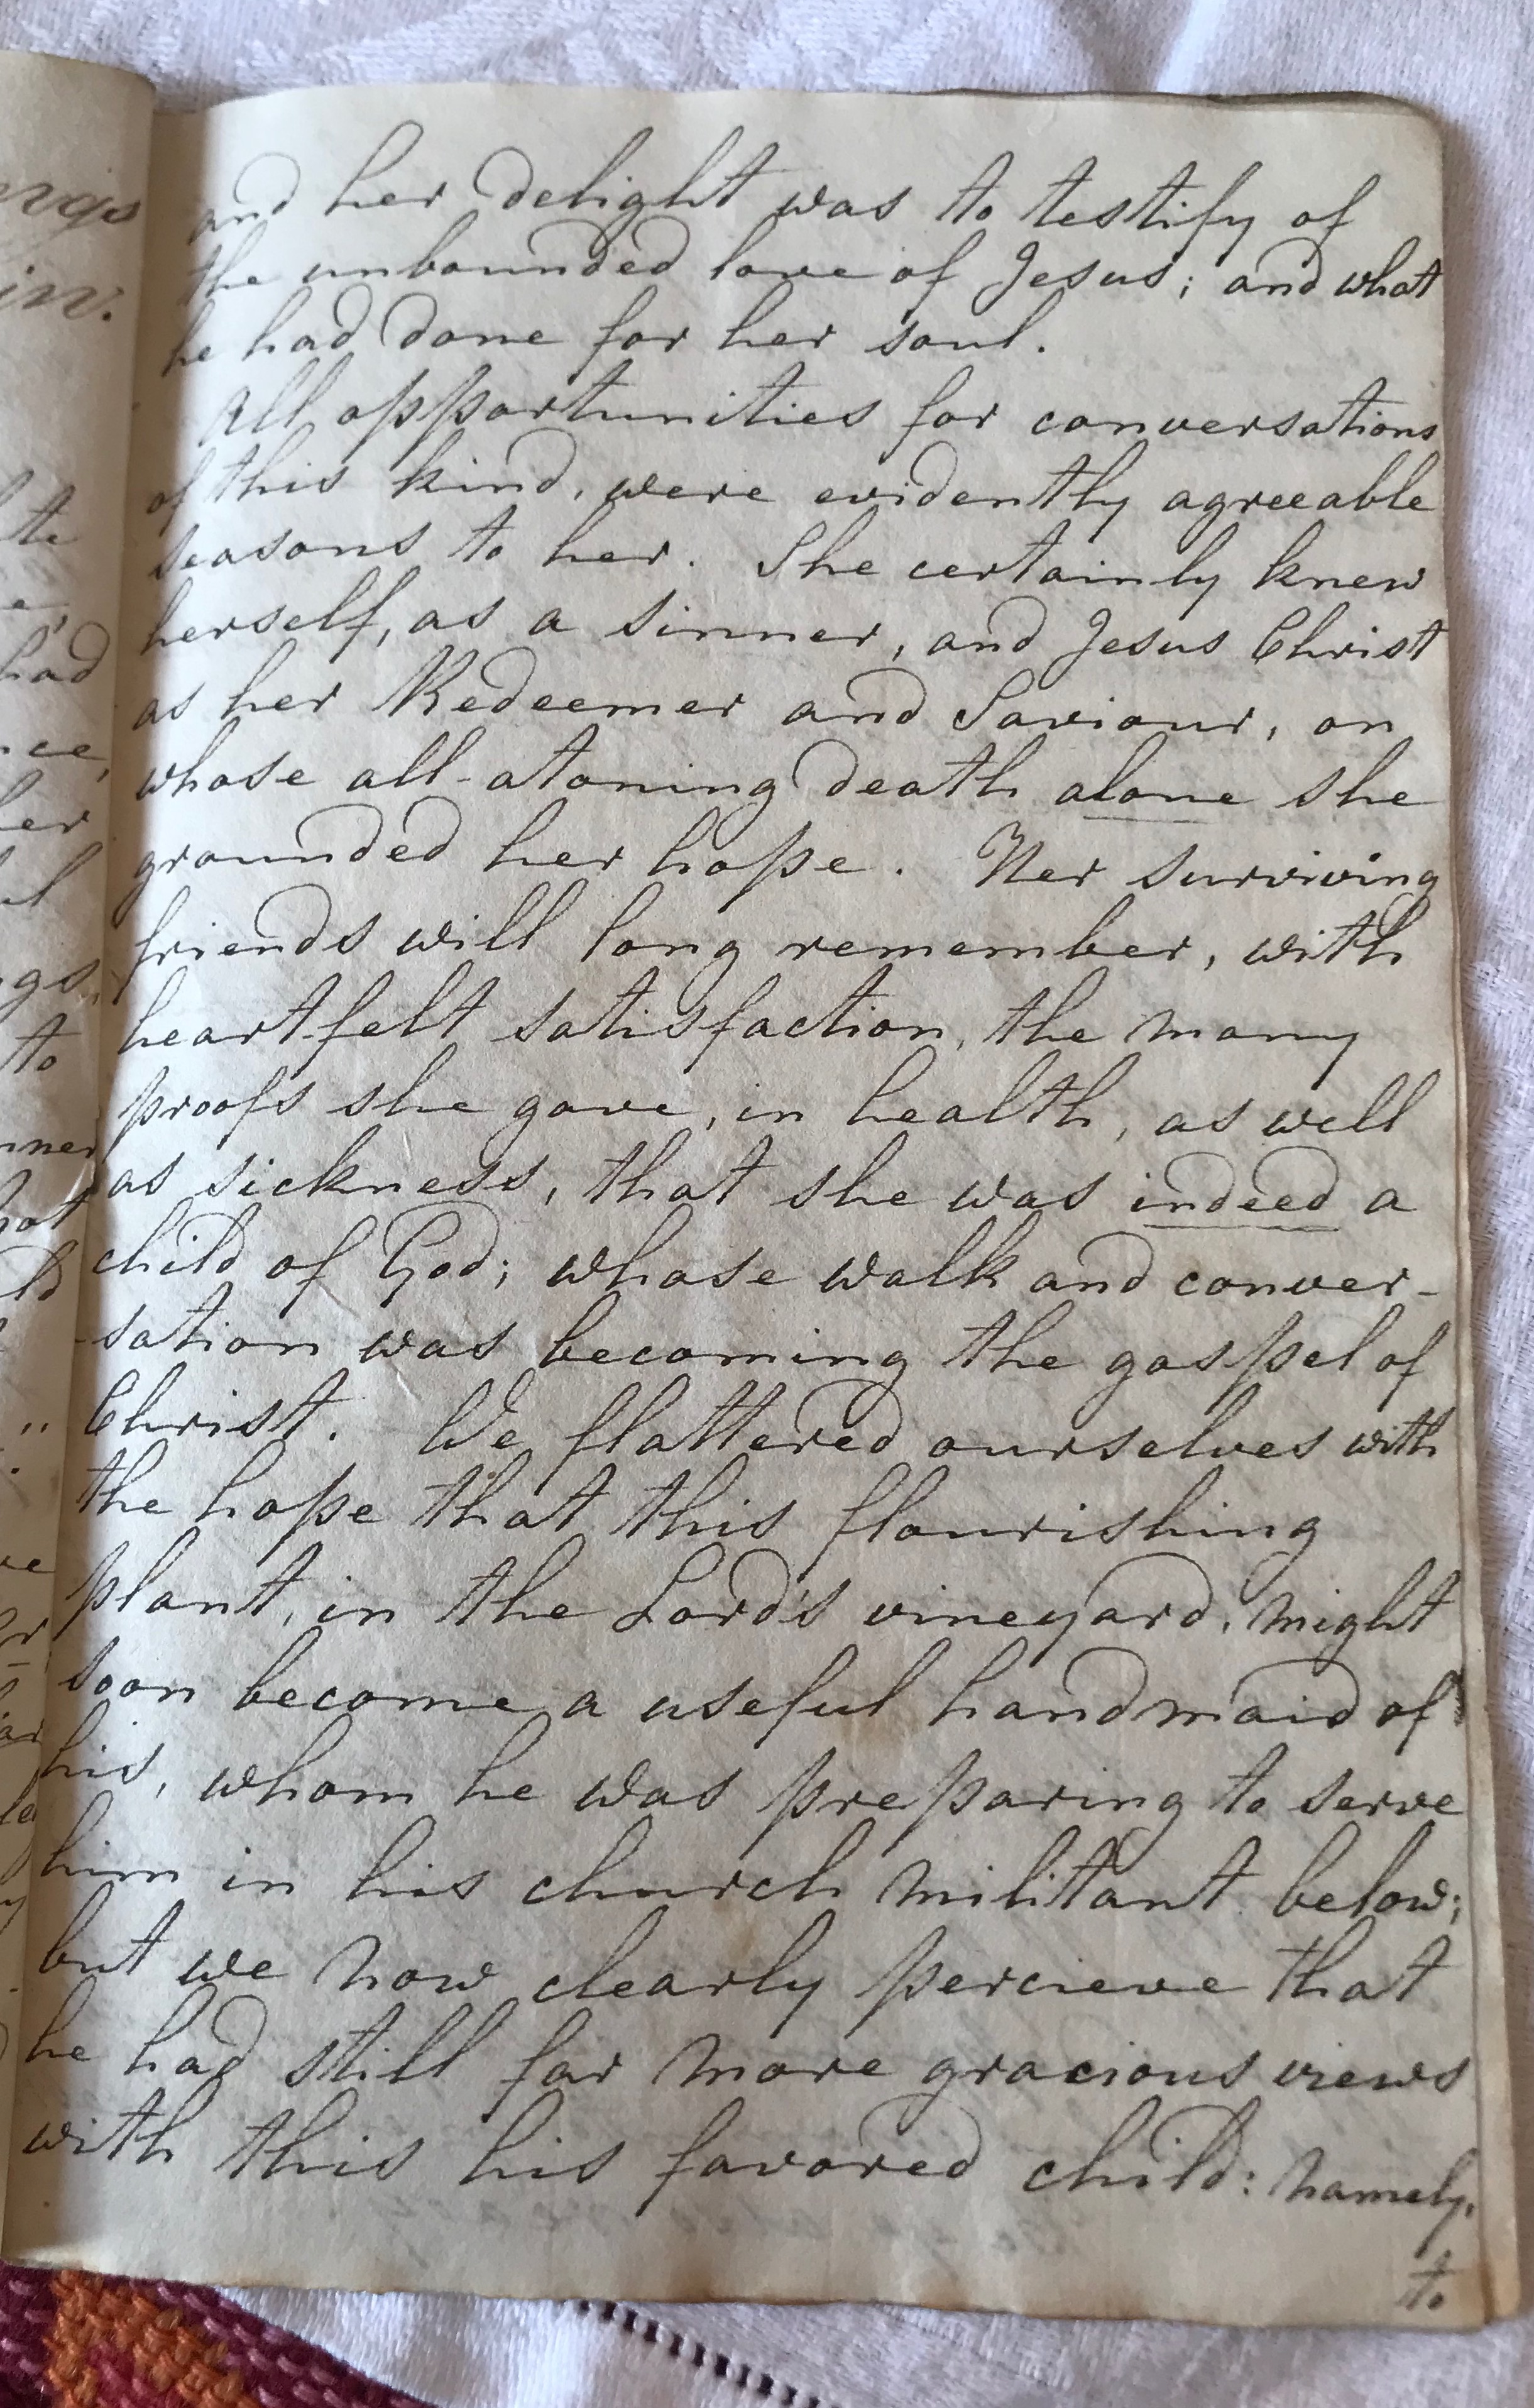 and her delight was to testify of
the unbounded love of Jesus; and what
he had done for her soul.
All opportunities for conversations
of this kind, were evidently agreeable
seasons to her. She certainly knew
herself, as a sinner, and Jesus Christ
as her Redeemer and Saviour, on
whose all-atoning death alone she
grounded her hope. Her surviving
friends will long remember, with
heartfelt satisfaction, the many
proofs she gave, in health, as well
as sickness, that she was indeed a
child of God; whose walk and conver-
-sation was becoming the gospel of
Christ. We flattered ourselves with
the hope that this flourishing
plant, in the Lord's vineyard, might
soon become a useful handmaid of
his, whom he was preparing to serve
him in his church militant below;
but we now clearly percieve that
he had still far more gracious views
with this his favored child: namely,
to